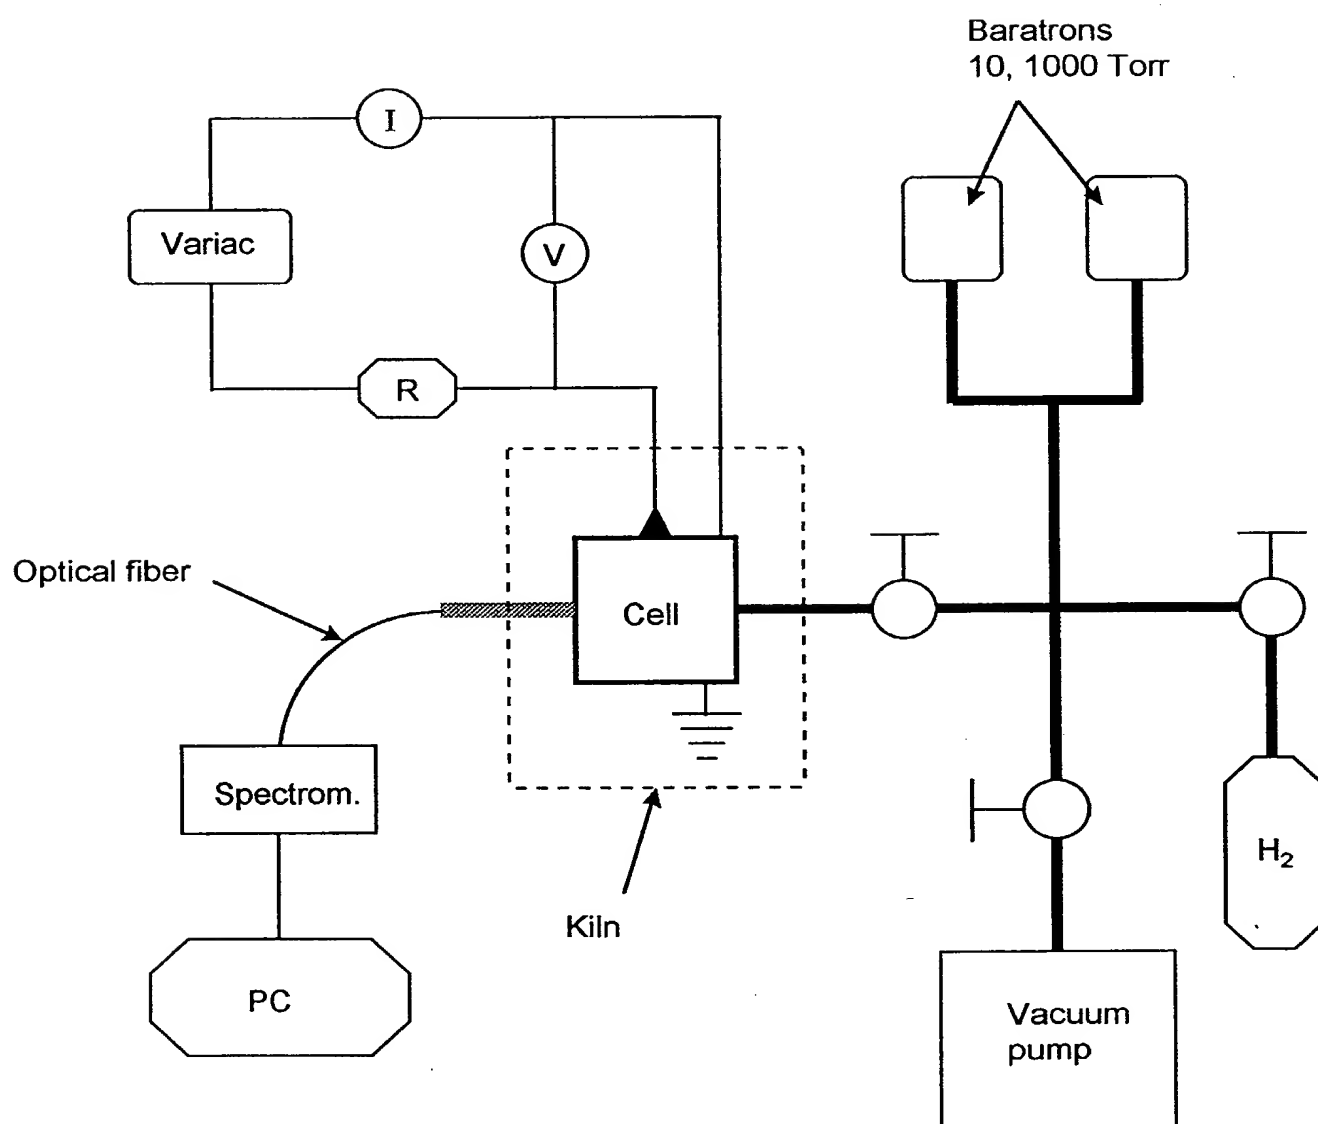 Baratrons
10, 1000 Torr
I
Variac
V
R
Optical fiber
Cell
Spectrom.
H₂
Kiln
PC
Vacuum
pump